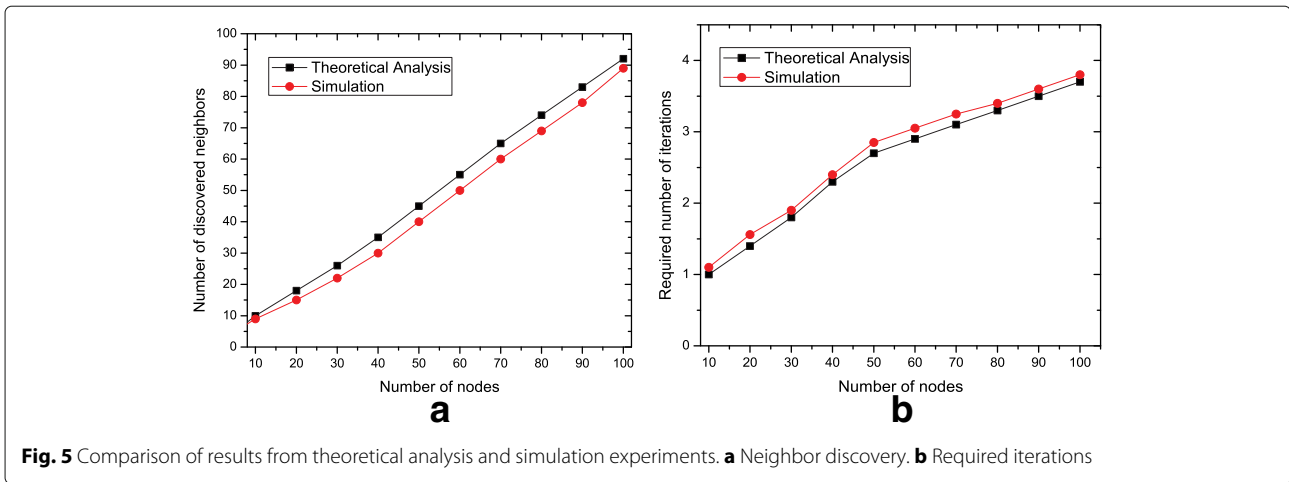 100
90
80
70
60
50
40
30
20
10
0
Number of discovered neighbors
Theoretical Analysis
Simulation
10 20 30 40 50 60 70 80 90 100
Number of nodes
a
4
3
2
1
0
Required number of iterations
Theoretical Analysis
Simulation
10 20 30 40 50 60 70 80 90 100
Number of nodes
b
Fig. 5 Comparison of results from theoretical analysis and simulation experiments. a Neighbor discovery. b Required iterations